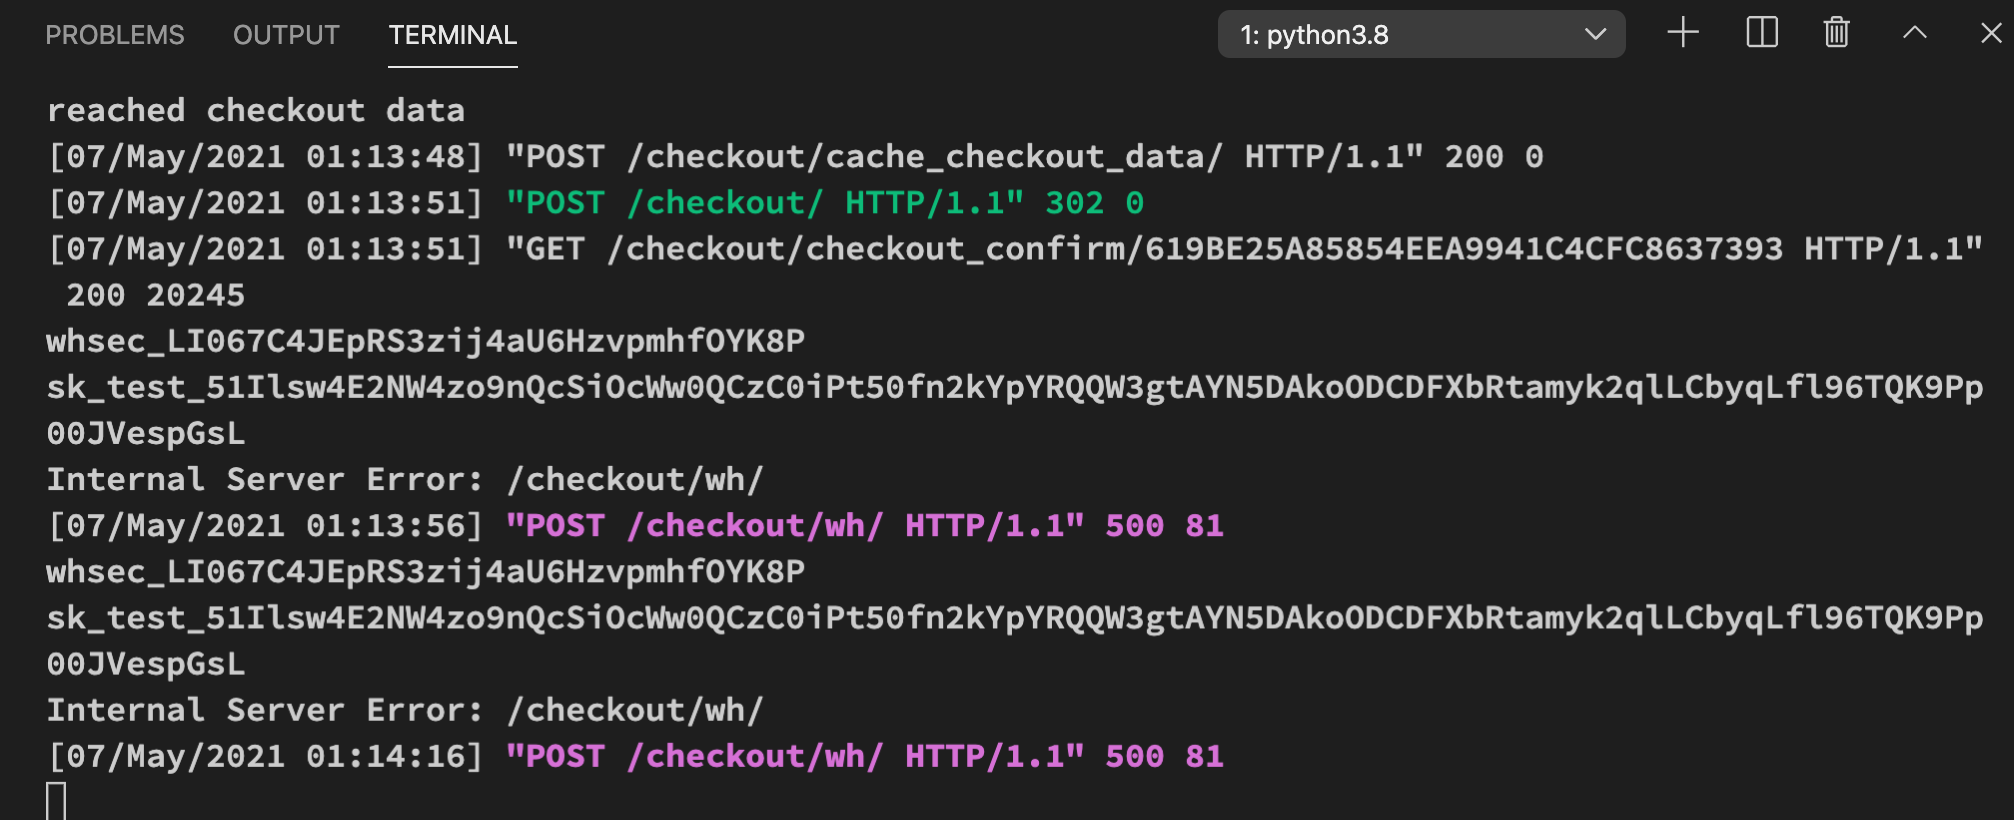 PROBLEMS OUTPUT TERMINAL 1: python3.8
reached checkout data
[07/May/2021 01:13:48] "POST /checkout/cache_checkout_data/ HTTP/1.1" 200 0
[07/May/2021 01:13:51] "POST /checkout/ HTTP/1.1" 302 0
[07/May/2021 01:13:51] "GET /checkout/checkout_confirm/619BE25A85854EEA9941C4CFC8637393 HTTP/1.1"
200 20245
whsec_LI067C4JEpRS3zij4aU6HzvpmhfOYK8P
sk_test_51Ilsw4E2NW4zo9nQcSiOcWw0QCzC0iPt50fn2kYpYRQQW3gtAYN5DAkoODCDFXbRtamyk2qlLCbyqLfl96TQK9Pp
00JVespGsL
Internal Server Error: /checkout/wh/
[07/May/2021 01:13:56] "POST /checkout/wh/ HTTP/1.1" 500 81
whsec_LI067C4JEpRS3zij4aU6HzvpmhfOYK8P
sk_test_51Ilsw4E2NW4zo9nQcSiOcWw0QCzC0iPt50fn2kYpYRQQW3gtAYN5DAkoODCDFXbRtamyk2qlLCbyqLfl96TQK9Pp
00JVespGsL
Internal Server Error: /checkout/wh/
[07/May/2021 01:14:16] "POST /checkout/wh/ HTTP/1.1" 500 81